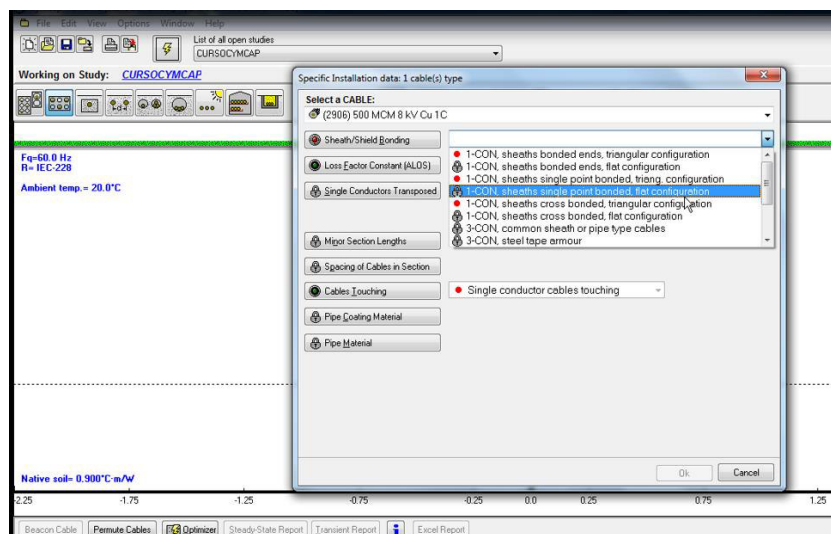 File Edit View Options Window Help
List of all open studies
CURSOCYMCAP
Working on Study: CURSOCYMCAP
Specific Installation data: 1 cable(s) type
Select a CABLE:
(2906) 500 MCM 8 kV Cu 1C
Sheath/Shield Bonding
1-CON, sheaths bonded ends, triangular configuration
1-CON, sheaths bonded ends, flat configuration
1-CON, sheaths single point bonded, triang. configuration
1-CON, sheaths single point bonded, flat configuration
1-CON, sheaths cross bonded, triangular configuration
1-CON, sheaths cross bonded, flat configuration
3-CON, common sheath or pipe type cables
3-CON, steel tape armour
Loss Factor Constant (ALOS)
Single Conductors Transposed
Minor Section Lengths
Spacing of Cables in Section
Cables Touching
Single conductor cables touching
Pipe Coating Material
Pipe Material
Ok
Cancel
Fq=60.0 Hz
R= IEC-228
Ambient temp.= 20.0°C
Native soil= 0.900°C-m/W
2.25 -1.75 -1.25 -0.75 -0.25 0.0 0.25 0.75 1.25
Beacon Cable Permute Cables Optimizer Steady-State Report Transient Report Excel Report